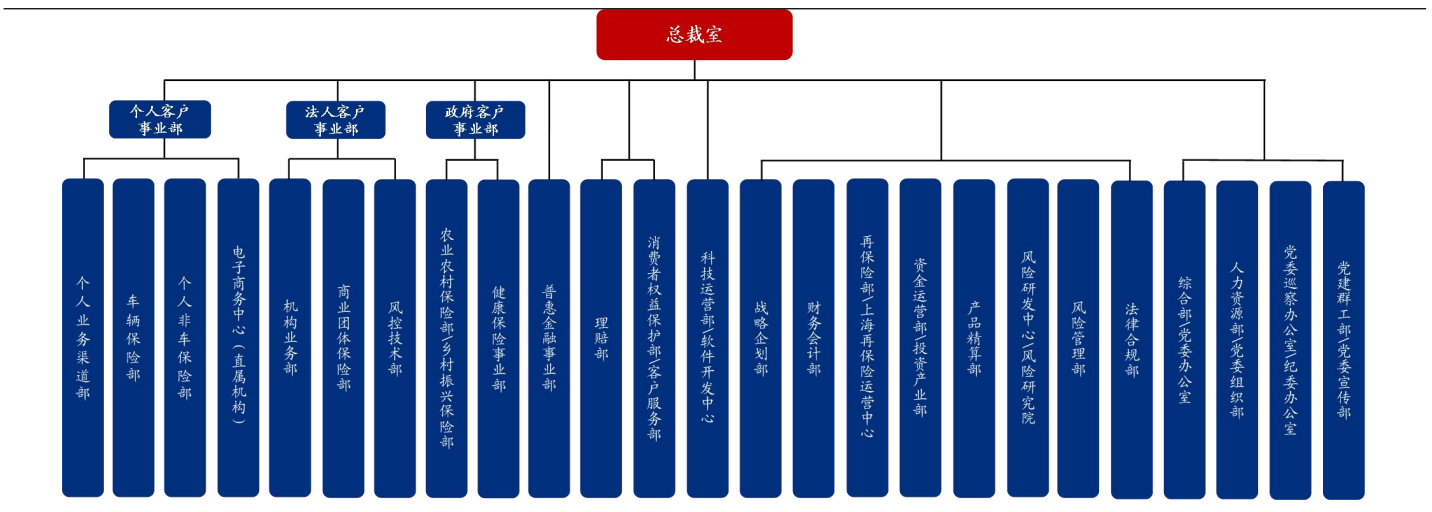 总裁室
个人客户
事业部
法人客户
事业部
政府客户
事业部
个人业务渠道部
车辆保险部
个人非车保险部
电子商务中心（直属机构）
机构业务部
商业团体保险部
风控技术部
农业农村保险部\乡村振兴保险部
健康保险事业部
普惠金融事业部
理赔部
消费者权益保护部\客户服务部
科技运营部\软件开发中心
战略企划部
财务会计部
再保险部\上海再保险运营中心
资金运营部\投资产业部
产品精算部
风险研发中心\风险研究院
风险管理部
法律合规部
综合部\党委办公室
人力资源部\党委组织部
党委巡察办公室\纪委办公室
党建群工部\党委宣传部